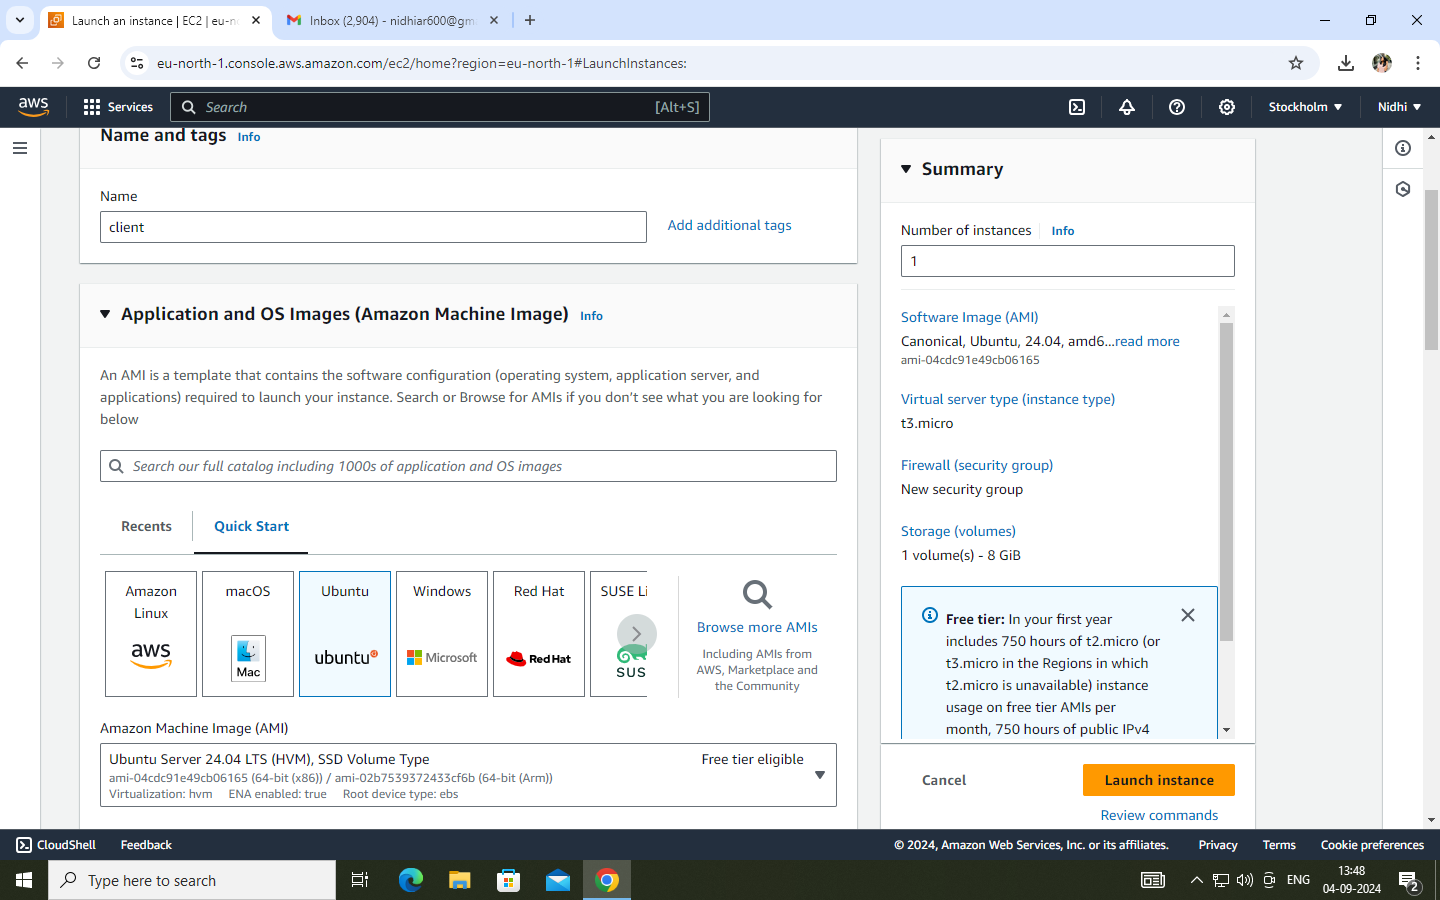 Launch an instance | EC2 | eu-n
Inbox (2,904) - nidhiar600@gm
eu-north-1.console.aws.amazon.com/ec2/home?region=eu-north-1#LaunchInstances:
aws
Services
Search
[Alt+S]
Stockholm
Nidhi
Name and tags Info
Name
client
Add additional tags
Application and OS Images (Amazon Machine Image) Info
An AMI is a template that contains the software configuration (operating system, application server, and
applications) required to launch your instance. Search or Browse for AMIs if you don't see what you are looking for
below
Search our full catalog including 1000s of application and OS images
Recents
Quick Start
Amazon
Linux
aws
macOS
Mac
Ubuntu
ubuntu
Windows
Microsoft
Red Hat
Red Hat
SUSE Li
SUS
Browse more AMIs
Including AMIs from
AWS, Marketplace and
the Community
Amazon Machine Image (AMI)
Ubuntu Server 24.04 LTS (HVM), SSD Volume Type
Free tier eligible
ami-04cdc91e49cb06165 (64-bit (x86)) / ami-02b7539372433cf6b (64-bit (Arm))
Virtualization: hvm ENA enabled: true Root device type: ebs
Summary
Number of instances Info
1
Software Image (AMI)
Canonical, Ubuntu, 24.04, amd6...read more
ami-04cdc91e49cb06165
Virtual server type (instance type)
t3.micro
Firewall (security group)
New security group
Storage (volumes)
1 volume(s) - 8 GiB
Free tier: In your first year
includes 750 hours of t2.micro (or
t3.micro in the Regions in which
t2.micro is unavailable) instance
usage on free tier AMIs per
month, 750 hours of public IPv4
Cancel
Launch instance
Review commands
CloudShell
Feedback
© 2024, Amazon Web Services, Inc. or its affiliates.
Privacy
Terms
Cookie preferences
Type here to search
ENG
13:48
04-09-2024
2